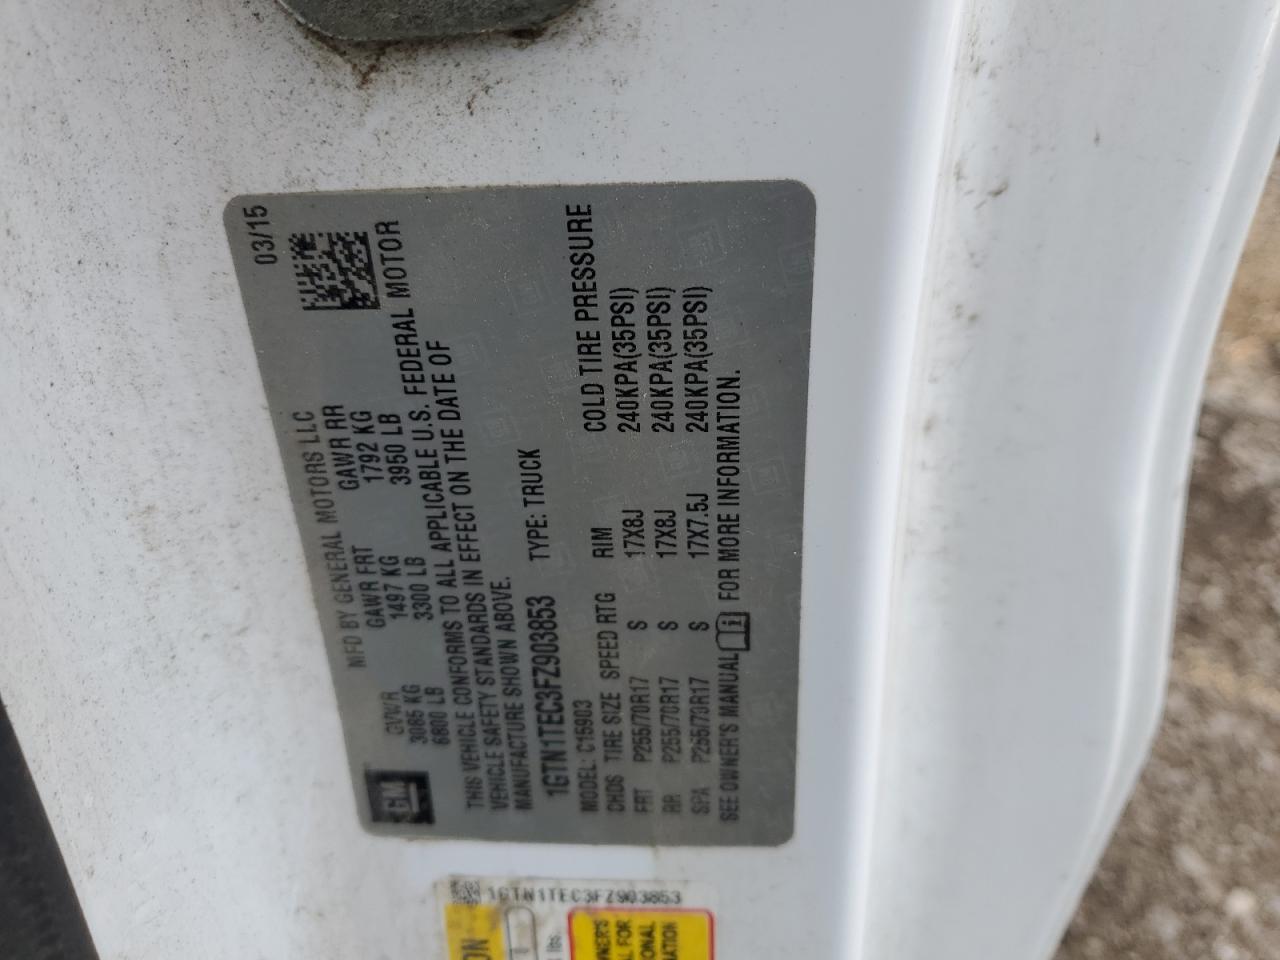 03/15
MFD BY GENERAL MOTORS LLC
GM
GVWR GAWR FRT GAWR RR
3085 KG 1497 KG 1792 KG
6800 LB 3300 LB 3950 LB
THIS VEHICLE CONFORMS TO ALL APPLICABLE U.S. FEDERAL MOTOR
VEHICLE SAFETY STANDARDS IN EFFECT ON THE DATE OF
MANUFACTURE SHOWN ABOVE.
1GTN1TEC3FZ903853 TYPE: TRUCK
MODEL: C15903
CHDS TIRE SIZE SPEED RTG RIM COLD TIRE PRESSURE
FRT P255/70R17 S 17X8J 240KPA(35PSI)
RR P255/70R17 S 17X8J 240KPA(35PSI)
SPA P255/70R17 S 17X7.5J 240KPA(35PSI)
SEE OWNER'S MANUAL FOR MORE INFORMATION.
1GTN1TEC3FZ903853